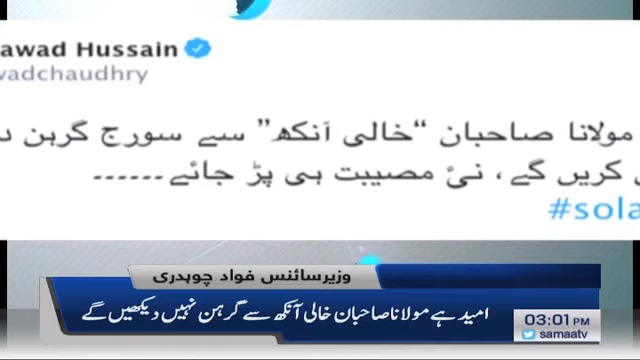 awad Hussain
wadchaudhry
مولانا صاحبان “خالی آنکھ” سے سورج گرہن د
کریں گے، نئ مصیبت ہی پڑ جائے......
#sola
وزیرسائنس فواد چوہدری
امید ہے مولانا صاحبان خالی آنکھ سے گرہن نہیں دیکھیں گے
03:01 PM
samaatv